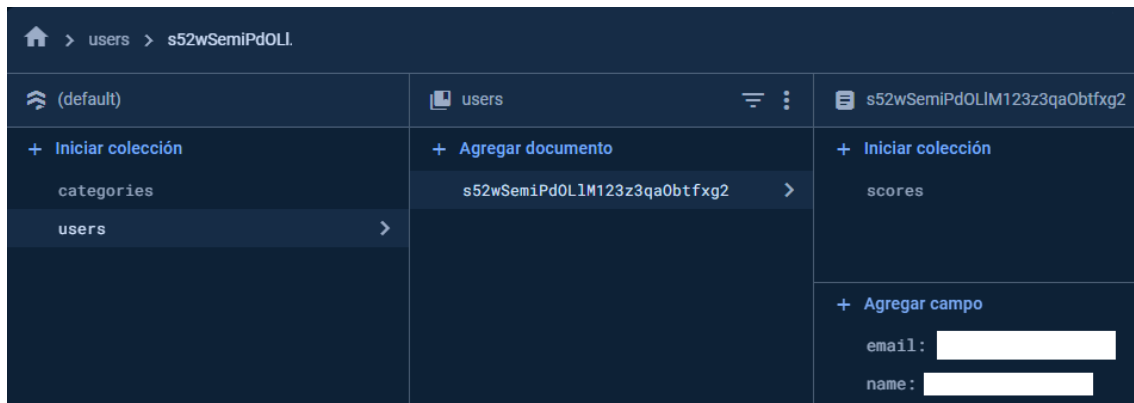 > users > s52wSemiPdOLl.
(default)
users
s52wSemiPdOLlM123z3qaObtfxg2
+ Iniciar colección
+ Agregar documento
+ Iniciar colección
categories
s52wSemiPdOLlM123z3qaObtfxg2
scores
users
+ Agregar campo
email:
name: